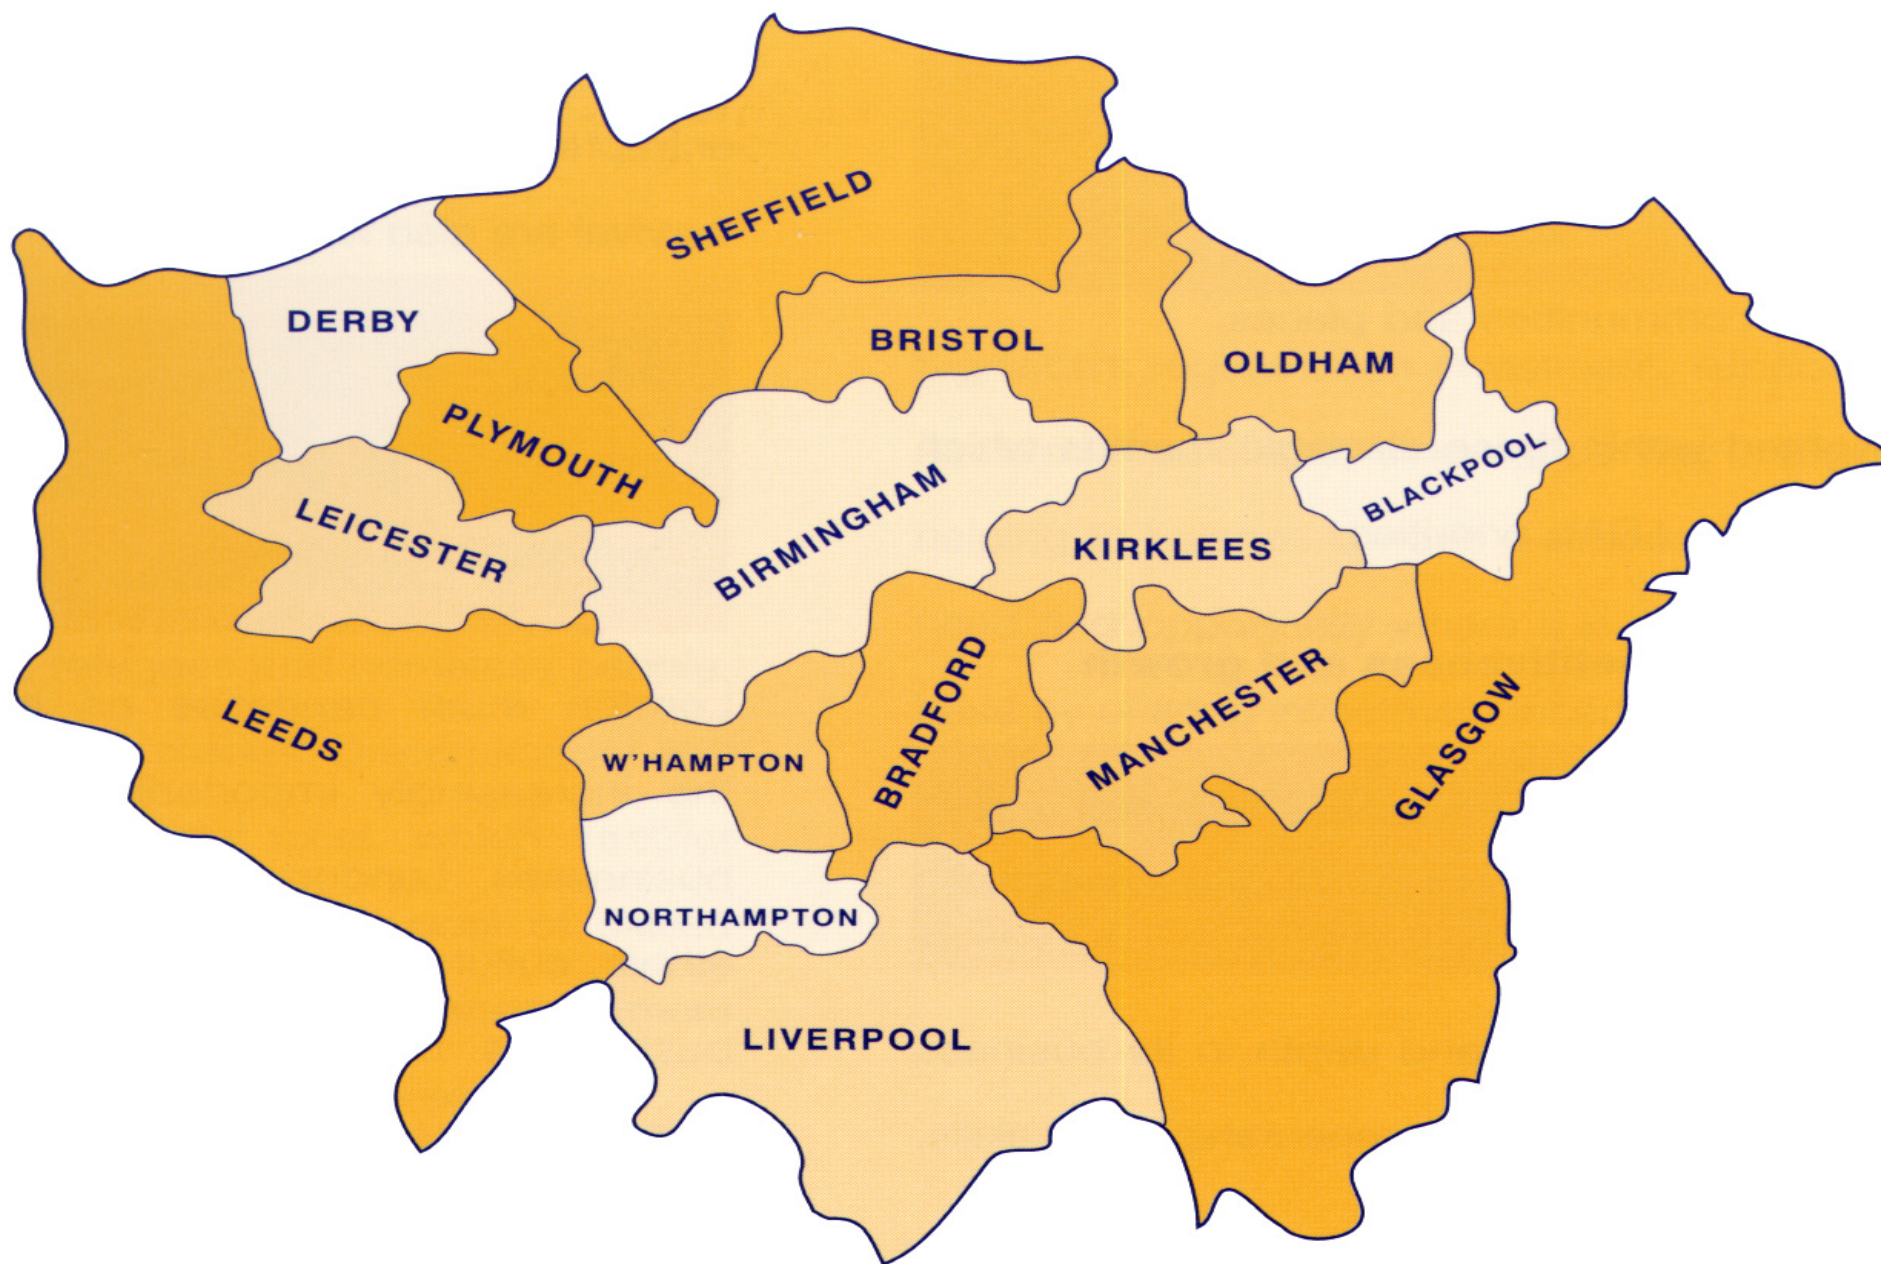 SHEFFIELD
DERBY
BRISTOL
OLDHAM
PLYMOUTH
BLACKPOOL
LEICESTER
BIRMINGHAM
KIRKLEES
LEEDS
W'HAMPTON
BRADFORD
MANCHESTER
GLASGOW
NORTHAMPTON
LIVERPOOL